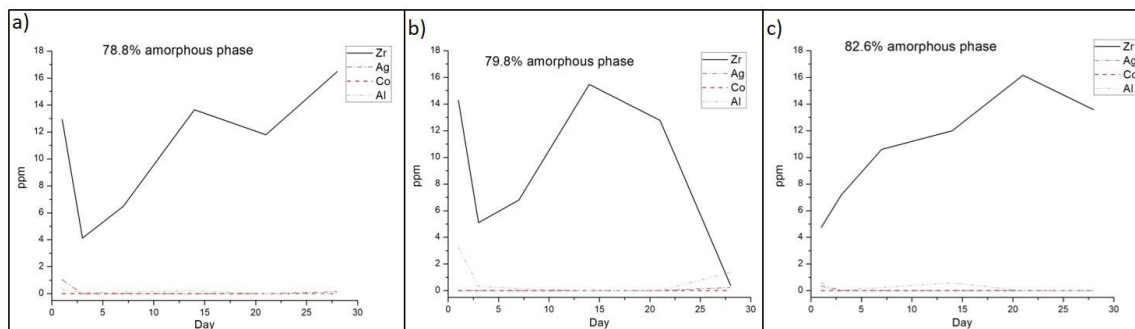 a)
78.8% amorphous phase
Zr
Ag
Co
Al
ppm
18
16
14
12
10
8
6
4
2
0
0 5 10 15 20 25 30
Day
b)
79.8% amorphous phase
Zr
Ag
Co
Al
ppm
18
16
14
12
10
8
6
4
2
0
0 5 10 15 20 25 30
Day
c)
82.6% amorphous phase
Zr
Ag
Co
Al
ppm
18
16
14
12
10
8
6
4
2
0
0 5 10 15 20 25 30
Day